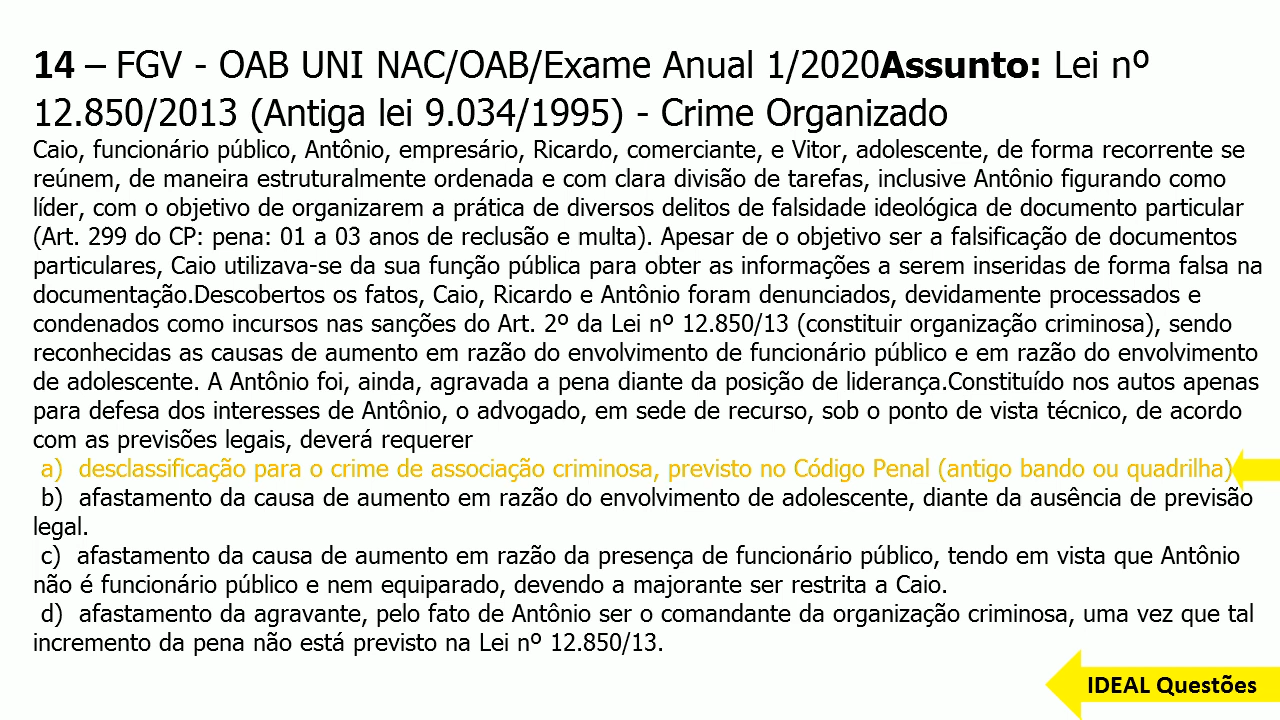 14 – FGV - OAB UNI NAC/OAB/Exame Anual 1/2020Assunto: Lei nº
12.850/2013 (Antiga lei 9.034/1995) - Crime Organizado
Caio, funcionário público, Antônio, empresário, Ricardo, comerciante, e Vitor, adolescente, de forma recorrente se
reúnem, de maneira estruturalmente ordenada e com clara divisão de tarefas, inclusive Antônio figurando como
líder, com o objetivo de organizarem a prática de diversos delitos de falsidade ideológica de documento particular
(Art. 299 do CP: pena: 01 a 03 anos de reclusão e multa). Apesar de o objetivo ser a falsificação de documentos
particulares, Caio utilizava-se da sua função pública para obter as informações a serem inseridas de forma falsa na
documentação.Descobertos os fatos, Caio, Ricardo e Antônio foram denunciados, devidamente processados e
condenados como incursos nas sanções do Art. 2º da Lei nº 12.850/13 (constituir organização criminosa), sendo
reconhecidas as causas de aumento em razão do envolvimento de funcionário público e em razão do envolvimento
de adolescente. A Antônio foi, ainda, agravada a pena diante da posição de liderança.Constituído nos autos apenas
para defesa dos interesses de Antônio, o advogado, em sede de recurso, sob o ponto de vista técnico, de acordo
com as previsões legais, deverá requerer
a) desclassificação para o crime de associação criminosa, previsto no Código Penal (antigo bando ou quadrilha)
b) afastamento da causa de aumento em razão do envolvimento de adolescente, diante da ausência de previsão
legal.
c) afastamento da causa de aumento em razão da presença de funcionário público, tendo em vista que Antônio
não é funcionário público e nem equiparado, devendo a majorante ser restrita a Caio.
d) afastamento da agravante, pelo fato de Antônio ser o comandante da organização criminosa, uma vez que tal
incremento da pena não está previsto na Lei nº 12.850/13.
IDEAL Questões